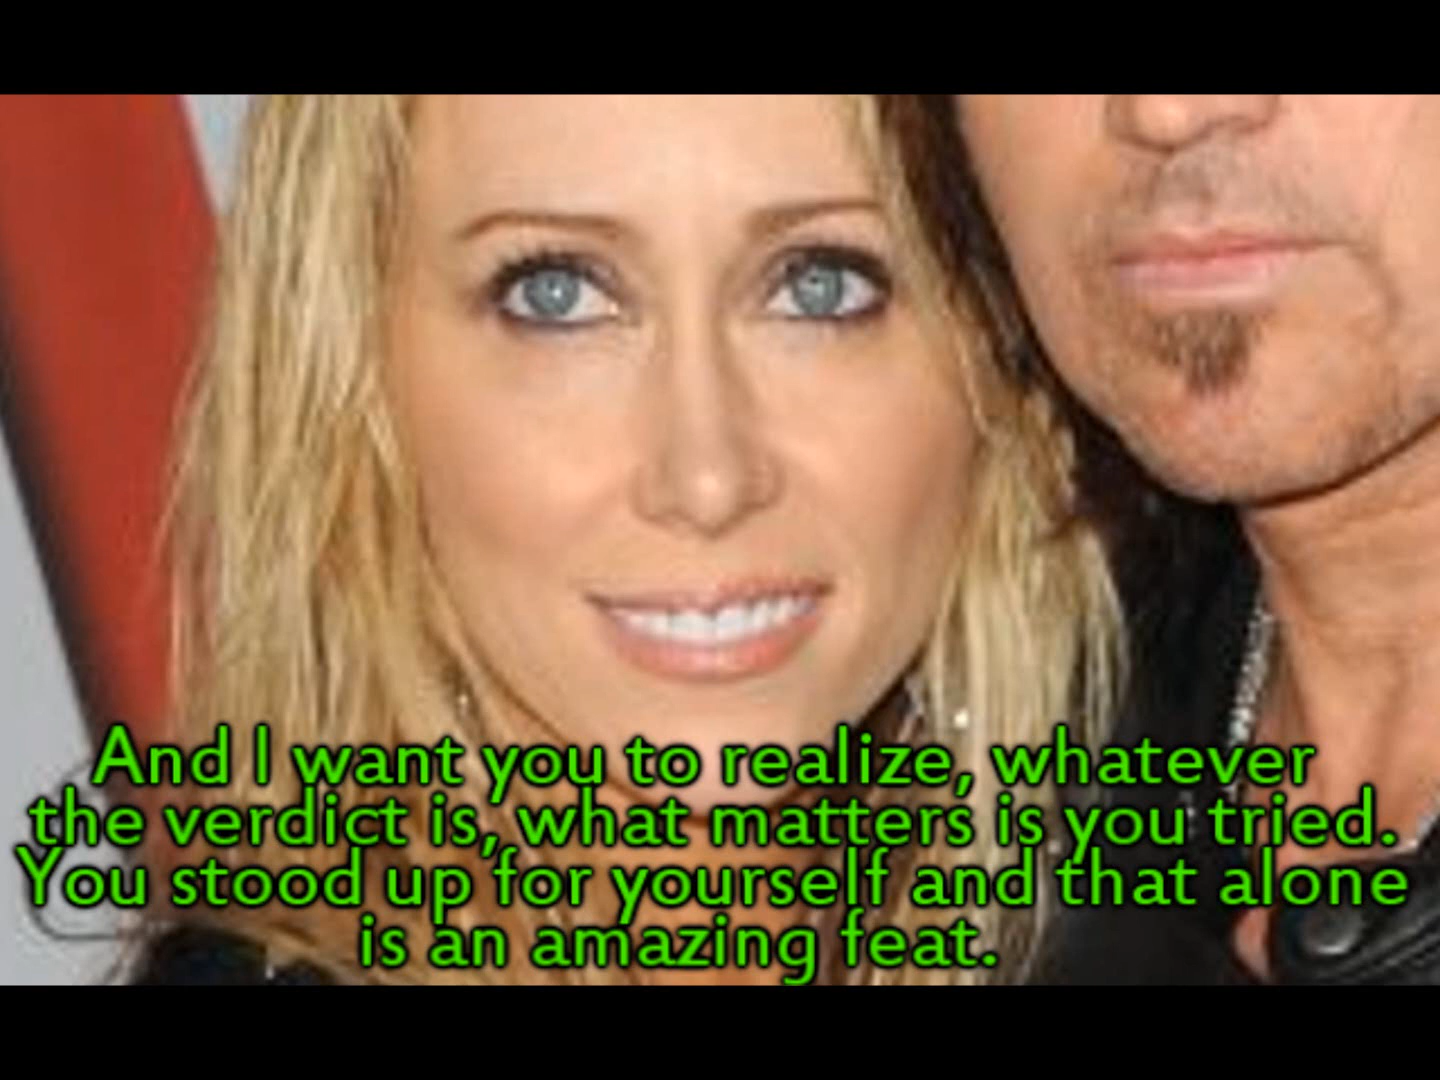 And I want you to realize, whatever
the verdict is, what matters is you tried.
You stood up for yourself and that alone
is an amazing feat.